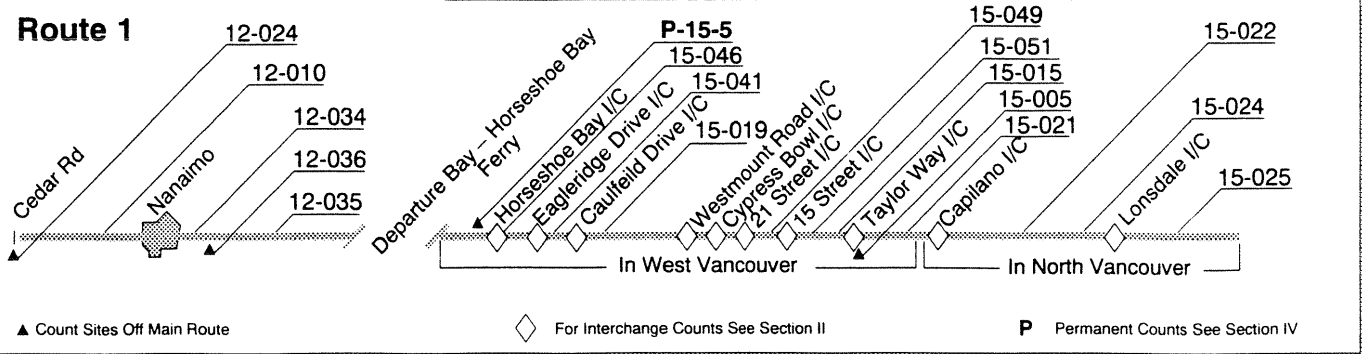 Route 1
12-024
12-010
12-034
12-036
12-035
Cedar Rd
Nanaimo
Departure Bay - Horseshoe Bay
Ferry
P-15-5
15-046
15-041
15-019
Horseshoe Bay I/C
Eagleridge Drive I/C
Caulfeild Drive I/C
Westmount Road I/C
Cypress Bowl I/C
21 Street I/C
15 Street I/C
15-049
15-051
15-015
15-005
15-021
Taylor Way I/C
Capilano I/C
15-022
15-024
Lonsdale I/C
15-025
In West Vancouver
In North Vancouver
▲ Count Sites Off Main Route
For Interchange Counts See Section II
P Permanent Counts See Section IV